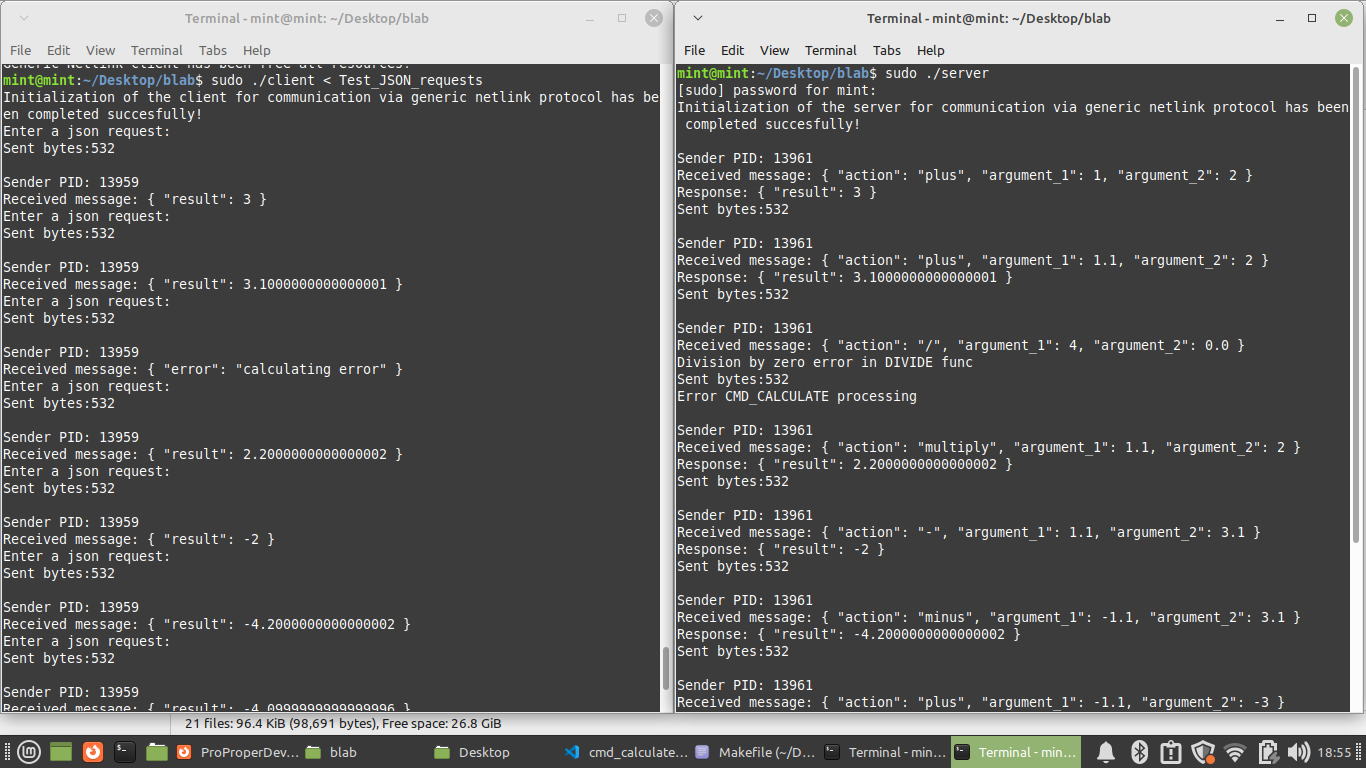 Terminal - mint@mint: ~/Desktop/blab
File Edit View Terminal Tabs Help
Generic Netlink client has been free all resources!
mint@mint:~/Desktop/blab$ sudo ./client < Test_JSON_requests
Initialization of the client for communication via generic netlink protocol has be
en completed succesfully!
Enter a json request:
Sent bytes:532
Sender PID: 13959
Received message: { "result": 3 }
Enter a json request:
Sent bytes:532
Sender PID: 13959
Received message: { "result": 3.1000000000000001 }
Enter a json request:
Sent bytes:532
Sender PID: 13959
Received message: { "error": "calculating error" }
Enter a json request:
Sent bytes:532
Sender PID: 13959
Received message: { "result": 2.2000000000000002 }
Enter a json request:
Sent bytes:532
Sender PID: 13959
Received message: { "result": -2 }
Enter a json request:
Sent bytes:532
Sender PID: 13959
Received message: { "result": -4.2000000000000002 }
Enter a json request:
Sent bytes:532
Sender PID: 13959
Received message: { "result": -4.0999999999999996 }
Terminal - mint@mint: ~/Desktop/blab
File Edit View Terminal Tabs Help
mint@mint:~/Desktop/blab$ sudo ./server
[sudo] password for mint:
Initialization of the server for communication via generic netlink protocol has been
 completed succesfully!
Sender PID: 13961
Received message: { "action": "plus", "argument_1": 1, "argument_2": 2 }
Response: { "result": 3 }
Sent bytes:532
Sender PID: 13961
Received message: { "action": "plus", "argument_1": 1.1, "argument_2": 2 }
Response: { "result": 3.1000000000000001 }
Sent bytes:532
Sender PID: 13961
Received message: { "action": "/", "argument_1": 4, "argument_2": 0.0 }
Division by zero error in DIVIDE func
Sent bytes:532
Error CMD_CALCULATE processing
Sender PID: 13961
Received message: { "action": "multiply", "argument_1": 1.1, "argument_2": 2 }
Response: { "result": 2.2000000000000002 }
Sent bytes:532
Sender PID: 13961
Received message: { "action": "-", "argument_1": 1.1, "argument_2": 3.1 }
Response: { "result": -2 }
Sent bytes:532
Sender PID: 13961
Received message: { "action": "minus", "argument_1": -1.1, "argument_2": 3.1 }
Response: { "result": -4.2000000000000002 }
Sent bytes:532
Sender PID: 13961
Received message: { "action": "plus", "argument_1": -1.1, "argument_2": -3 }
21 files: 96.4 KiB (98,691 bytes), Free space: 26.8 GiB
ProProperDev... blab Desktop cmd_calculate... Makefile (~/D... Terminal - min... Terminal - min... 18:55